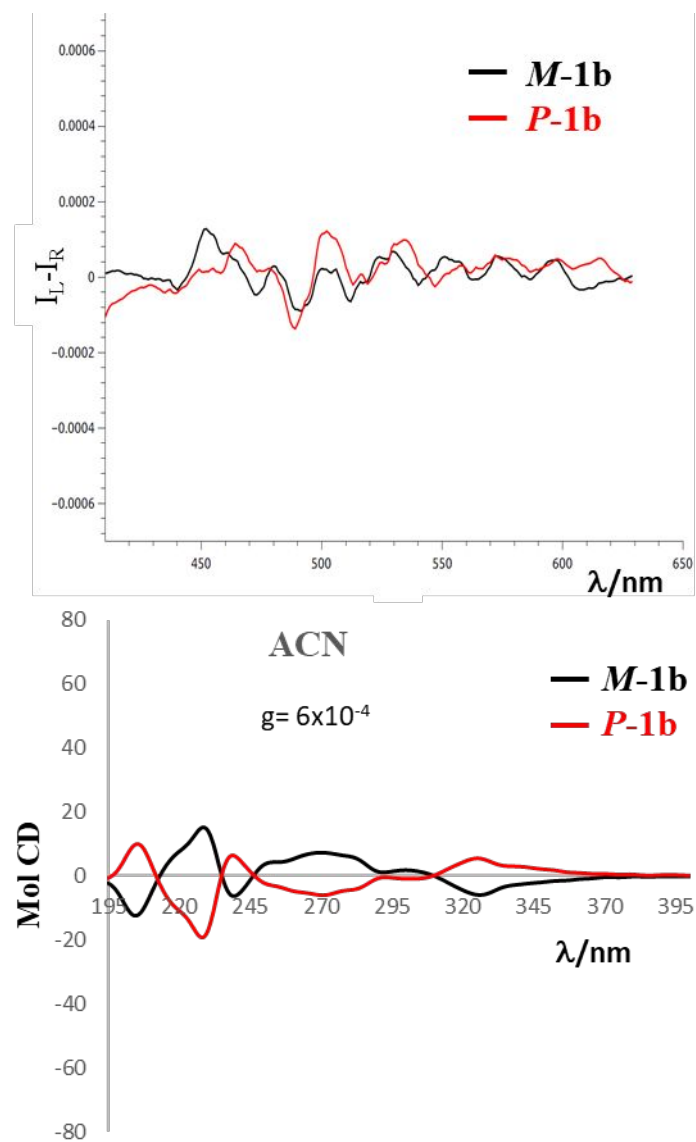 0.0006
M-1b
0.0004
P-1b
0.0002
I_L-I_R
0
−0.0002
−0.0004
−0.0006
450 500 550 600 650
λ/nm
80
ACN
60
M-1b
g= 6x10⁻⁴
P-1b
40
20
Mol CD
0
195 220 245 270 295 320 345 370 395
-20
λ/nm
-40
-60
-80